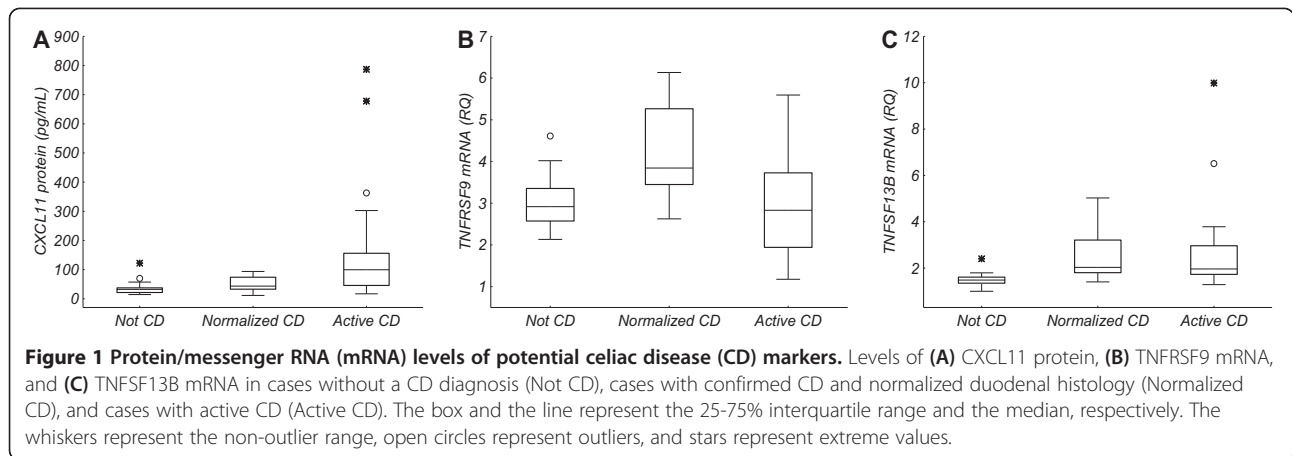 A
900
800
700
600
500
400
300
200
100
0
CXCL11 protein (pg/mL)
Not CD Normalized CD Active CD
B
7
6
5
4
3
2
1
TNFRSF9 mRNA (RQ)
Not CD Normalized CD Active CD
C
12
10
8
6
4
2
TNFSF13B mRNA (RQ)
Not CD Normalized CD Active CD
Figure 1 Protein/messenger RNA (mRNA) levels of potential celiac disease (CD) markers. Levels of (A) CXCL11 protein, (B) TNFRSF9 mRNA,
and (C) TNFSF13B mRNA in cases without a CD diagnosis (Not CD), cases with confirmed CD and normalized duodenal histology (Normalized
CD), and cases with active CD (Active CD). The box and the line represent the 25-75% interquartile range and the median, respectively. The
whiskers represent the non-outlier range, open circles represent outliers, and stars represent extreme values.